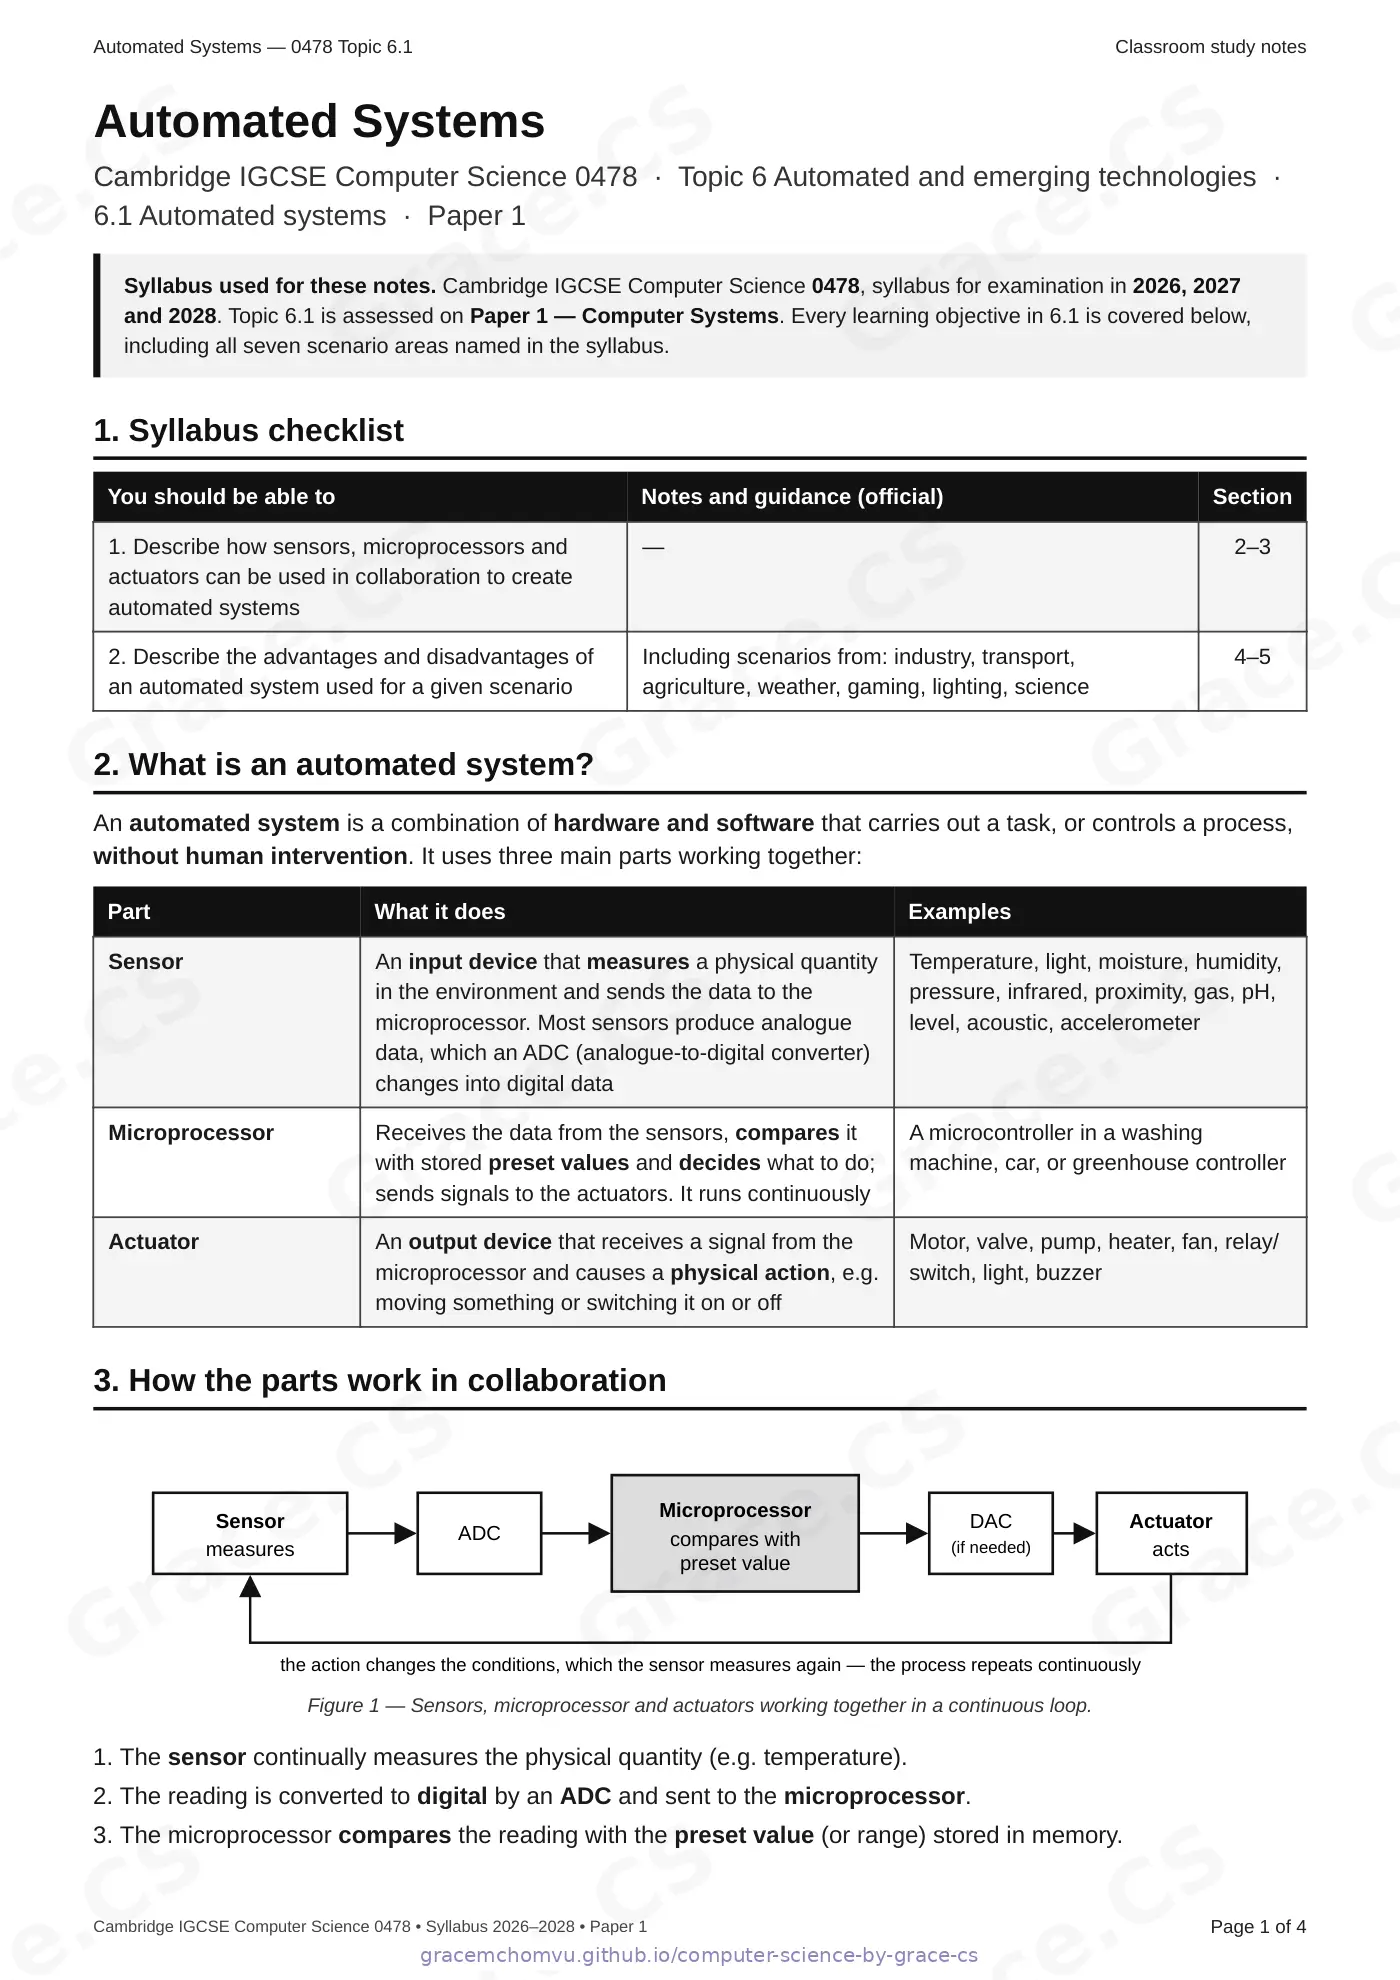 Automated Systems — 0478 Topic 6.1
Classroom study notes
Automated Systems
Cambridge IGCSE Computer Science 0478 · Topic 6 Automated and emerging technologies ·
6.1 Automated systems · Paper 1
Syllabus used for these notes. Cambridge IGCSE Computer Science 0478, syllabus for examination in 2026, 2027
and 2028. Topic 6.1 is assessed on Paper 1 — Computer Systems. Every learning objective in 6.1 is covered below,
including all seven scenario areas named in the syllabus.
1. Syllabus checklist
You should be able to
Notes and guidance (official)
Section
1. Describe how sensors, microprocessors and
actuators can be used in collaboration to create
automated systems
—
2–3
2. Describe the advantages and disadvantages of
an automated system used for a given scenario
Including scenarios from: industry, transport,
agriculture, weather, gaming, lighting, science
4–5
2. What is an automated system?
An automated system is a combination of hardware and software that carries out a task, or controls a process,
without human intervention. It uses three main parts working together:
Part
What it does
Examples
Sensor
An input device that measures a physical quantity
in the environment and sends the data to the
microprocessor. Most sensors produce analogue
data, which an ADC (analogue-to-digital converter)
changes into digital data
Temperature, light, moisture, humidity,
pressure, infrared, proximity, gas, pH,
level, acoustic, accelerometer
Microprocessor
Receives the data from the sensors, compares it
with stored preset values and decides what to do;
sends signals to the actuators. It runs continuously
A microcontroller in a washing
machine, car, or greenhouse controller
Actuator
An output device that receives a signal from the
microprocessor and causes a physical action, e.g.
moving something or switching it on or off
Motor, valve, pump, heater, fan, relay/
switch, light, buzzer
3. How the parts work in collaboration
Sensor
measures
ADC
Microprocessor
compares with
preset value
DAC
(if needed)
Actuator
acts
the action changes the conditions, which the sensor measures again — the process repeats continuously
Figure 1 — Sensors, microprocessor and actuators working together in a continuous loop.
1. The sensor continually measures the physical quantity (e.g. temperature).
2. The reading is converted to digital by an ADC and sent to the microprocessor.
3. The microprocessor compares the reading with the preset value (or range) stored in memory.
Cambridge IGCSE Computer Science 0478 • Syllabus 2026–2028 • Paper 1
Page 1 of 4
gracemchomvu.github.io/computer-science-by-grace-cs
Grace.CS